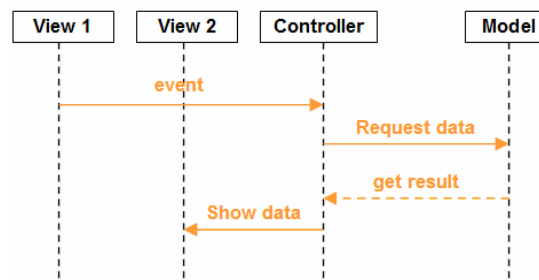 View 1
View 2
Controller
Model
event
Request data
get result
Show data